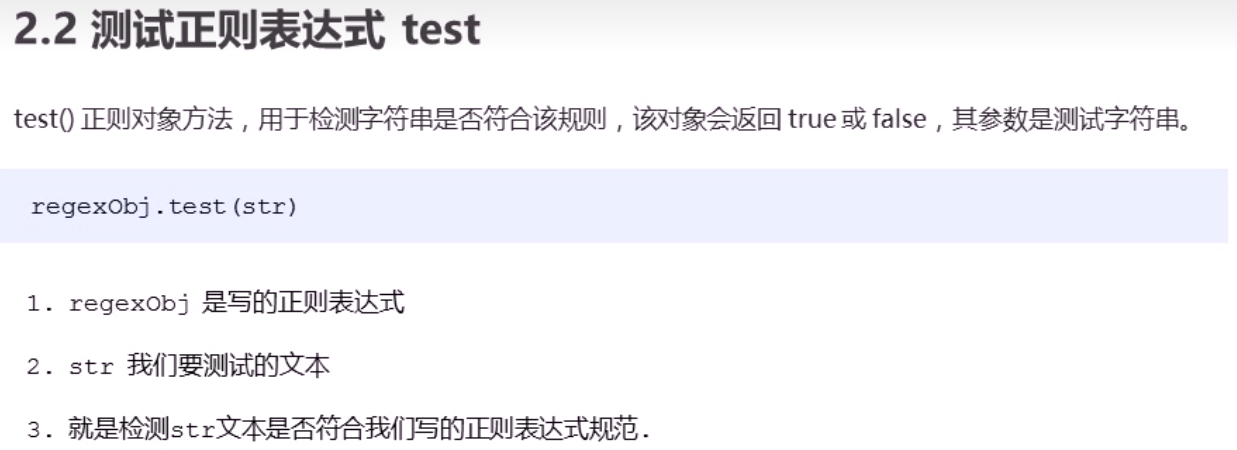 2.2 测试正则表达式 test
test() 正则对象方法，用于检测字符串是否符合该规则，该对象会返回 true 或 false，其参数是测试字符串。
regexObj.test(str)
1. regexObj 是写的正则表达式
2. str 我们要测试的文本
3. 就是检测str文本是否符合我们写的正则表达式规范.